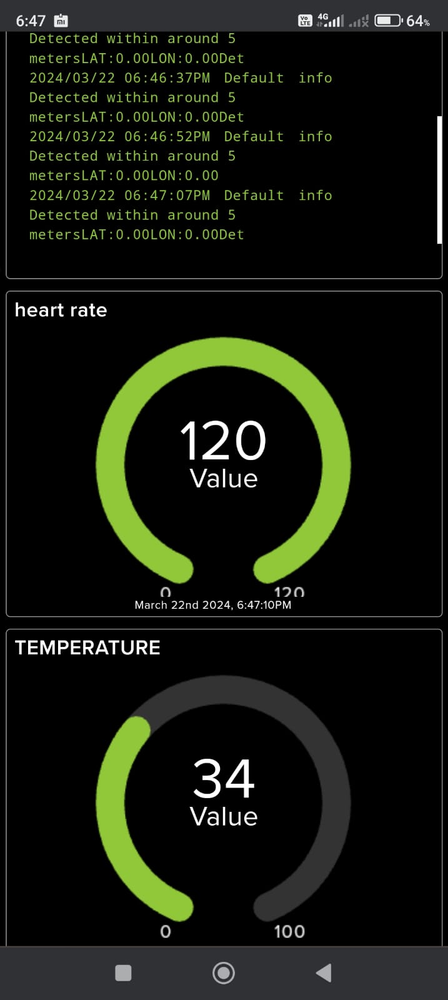 6:47
Vo LTE 4G 64%
Detected within around 5
metersLAT:0.00LON:0.00Det
2024/03/22 06:46:37PM Default info
Detected within around 5
metersLAT:0.00LON:0.00Det
2024/03/22 06:46:52PM Default info
Detected within around 5
metersLAT:0.00LON:0.00
2024/03/22 06:47:07PM Default info
Detected within around 5
metersLAT:0.00LON:0.00Det
heart rate
120
Value
0 120
March 22nd 2024, 6:47:10PM
TEMPERATURE
34
Value
0 100